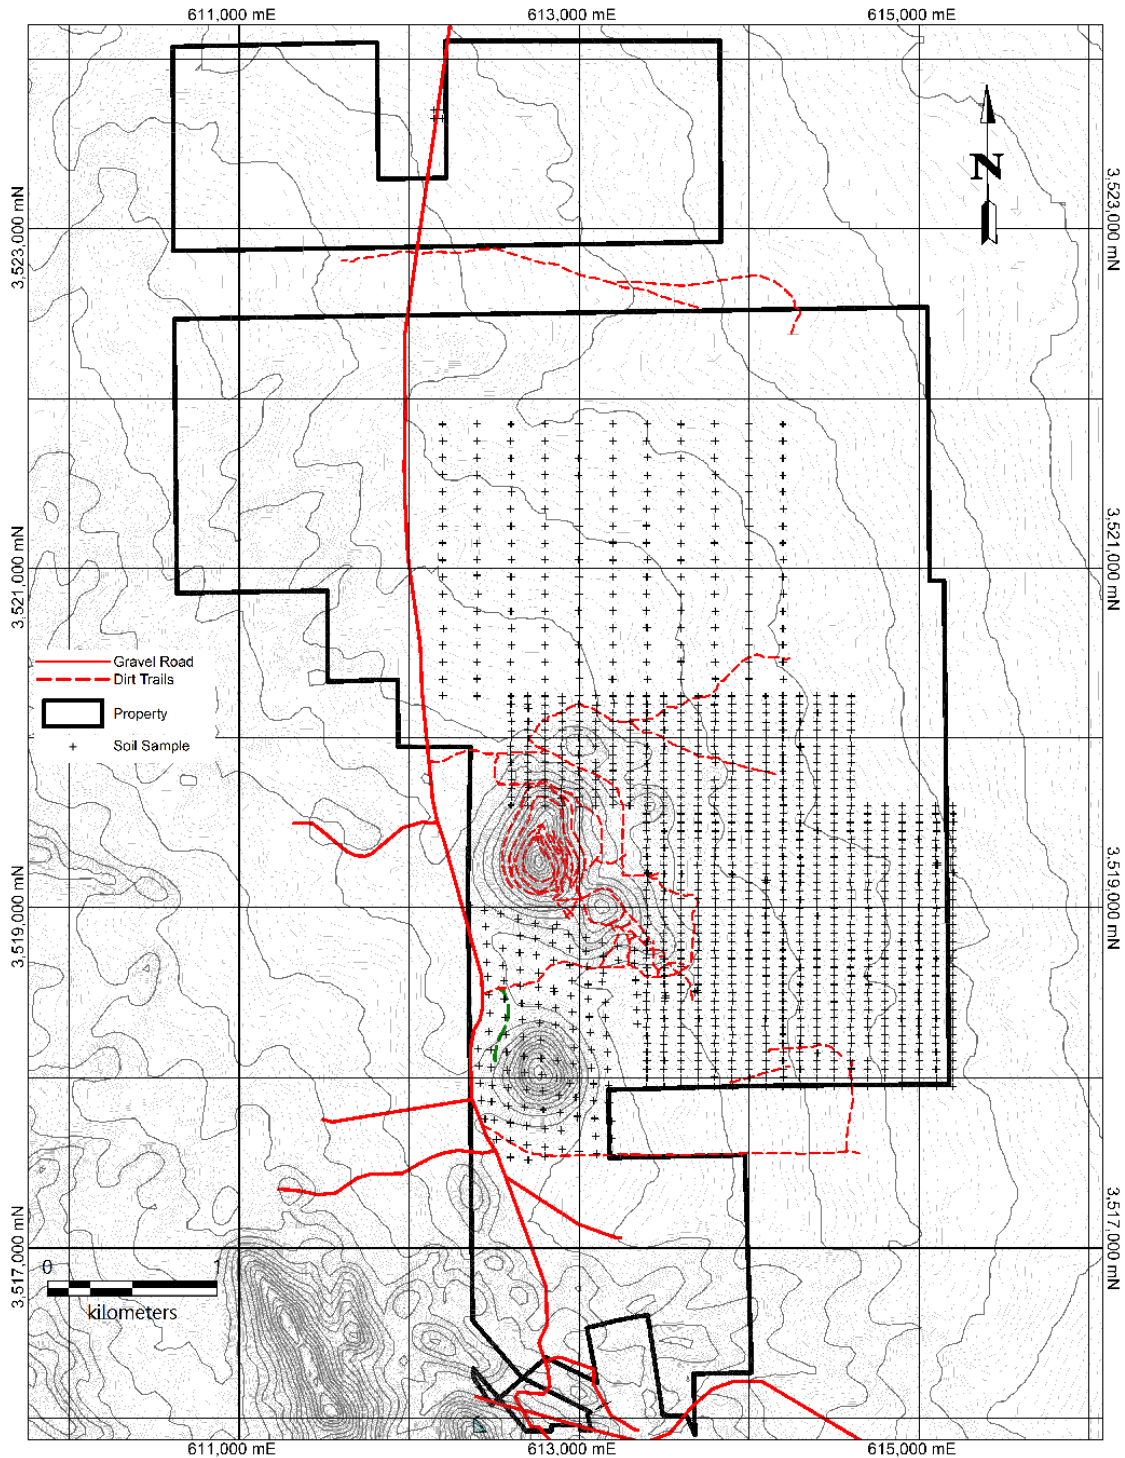 611,000 mE
613,000 mE
615,000 mE
N
3,523,000 mN
3,523,000 mN
3,521,000 mN
3,521,000 mN
Gravel Road
Dirt Trails
Property
Soil Sample
3,519,000 mN
3,519,000 mN
3,517,000 mN
3,517,000 mN
0 1
kilometers
611,000 mE
613,000 mE
615,000 mE